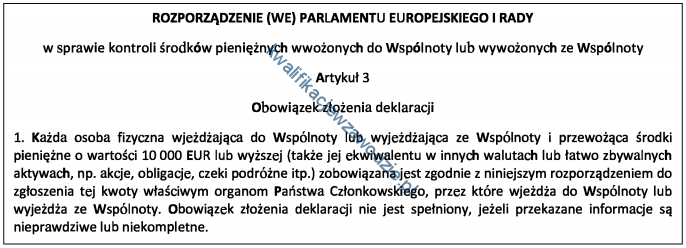 ROZPORZĄDZENIE (WE) PARLAMENTU EUROPEJSKIEGO I RADY
w sprawie kontroli środków pieniężnych wwożonych do Wspólnoty lub wywożonych ze Wspólnoty
Artykuł 3
Obowiązek złożenia deklaracji
1. Każda osoba fizyczna wjeżdżająca do Wspólnoty lub wyjeżdżająca ze Wspólnoty i przewożąca środki
pieniężne o wartości 10 000 EUR lub wyższej (także jej ekwiwalentu w innych walutach lub łatwo zbywalnych
aktywach, np. akcje, obligacje, czeki podróżne itp.) zobowiązana jest zgodnie z niniejszym rozporządzeniem do
zgłoszenia tej kwoty właściwym organom Państwa Członkowskiego, przez które wjeżdża do Wspólnoty lub
wyjeżdża ze Wspólnoty. Obowiązek złożenia deklaracji nie jest spełniony, jeżeli przekazane informacje są
nieprawdziwe lub niekompletne.
kwalifikacjewzawodzie.pl